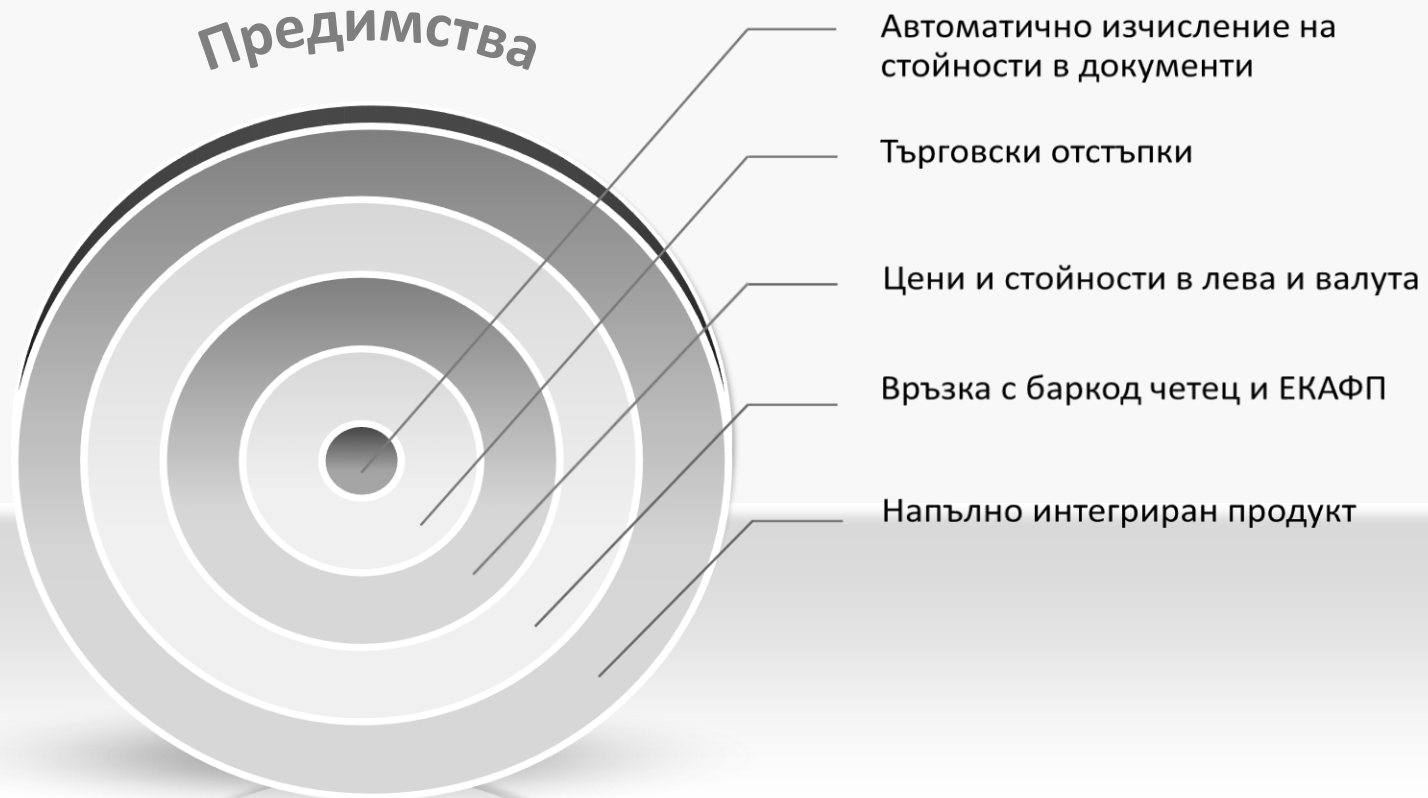 Предимства
Автоматично изчисление на
стойности в документи
Търговски отстъпки
Цени и стойности в лева и валута
Връзка с баркод четец и ЕКАФП
Напълно интегриран продукт